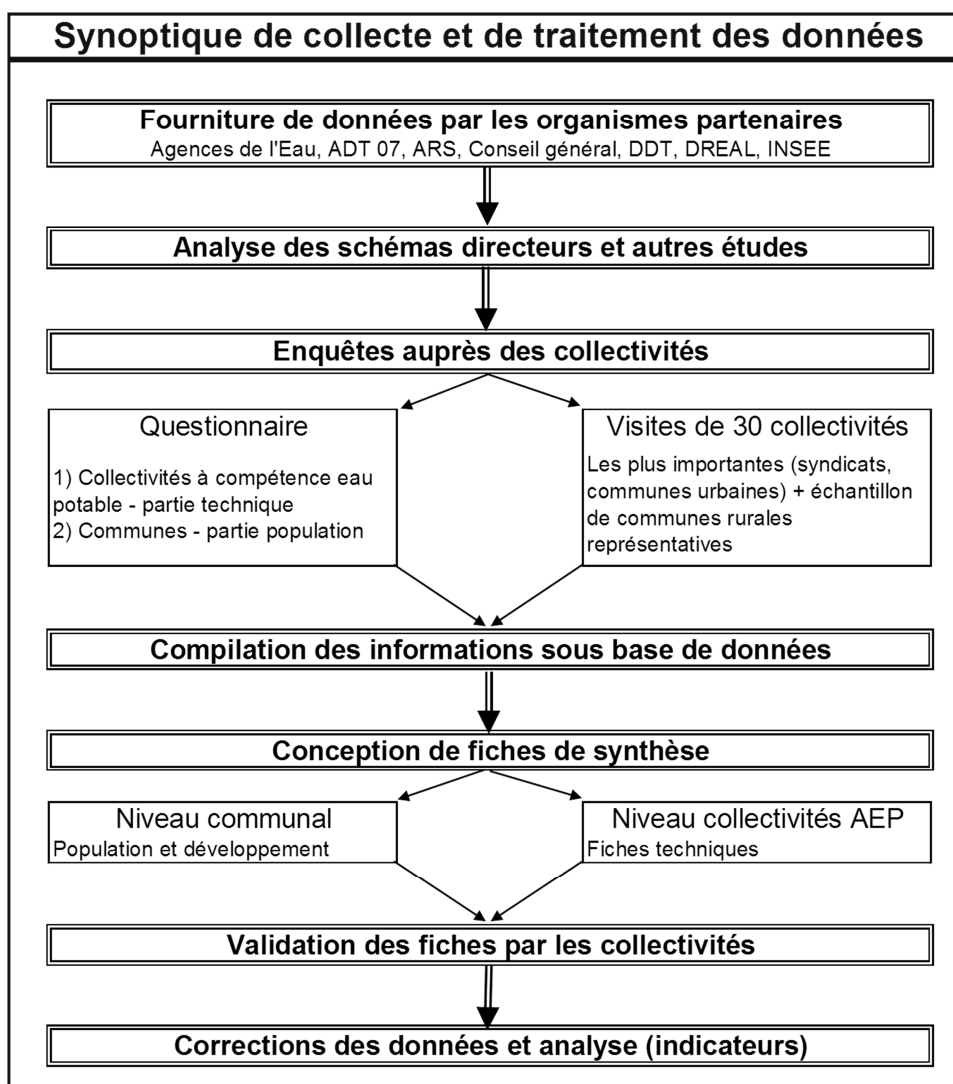 Synoptique de collecte et de traitement des données
Fourniture de données par les organismes partenaires
Agences de l'Eau, ADT 07, ARS, Conseil général, DDT, DREAL, INSEE
Analyse des schémas directeurs et autres études
Enquêtes auprès des collectivités
Questionnaire
1) Collectivités à compétence eau
potable - partie technique
2) Communes - partie population
Visites de 30 collectivités
Les plus importantes (syndicats,
communes urbaines) + échantillon
de communes rurales
représentatives
Compilation des informations sous base de données
Conception de fiches de synthèse
Niveau communal
Population et développement
Niveau collectivités AEP
Fiches techniques
Validation des fiches par les collectivités
Corrections des données et analyse (indicateurs)